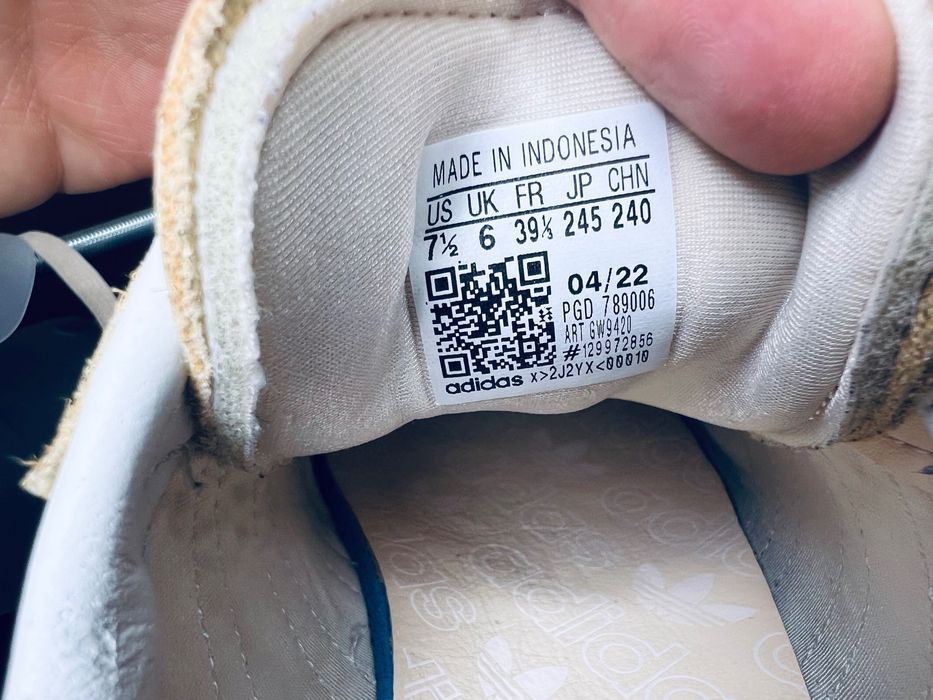 MADE IN INDONESIA
US UK FR JP CHN
7½ 6 39⅓ 245 240
04/22
PGD 789006
ART GW9420
#129972856
adidas X>2J2YX<00010
adidas